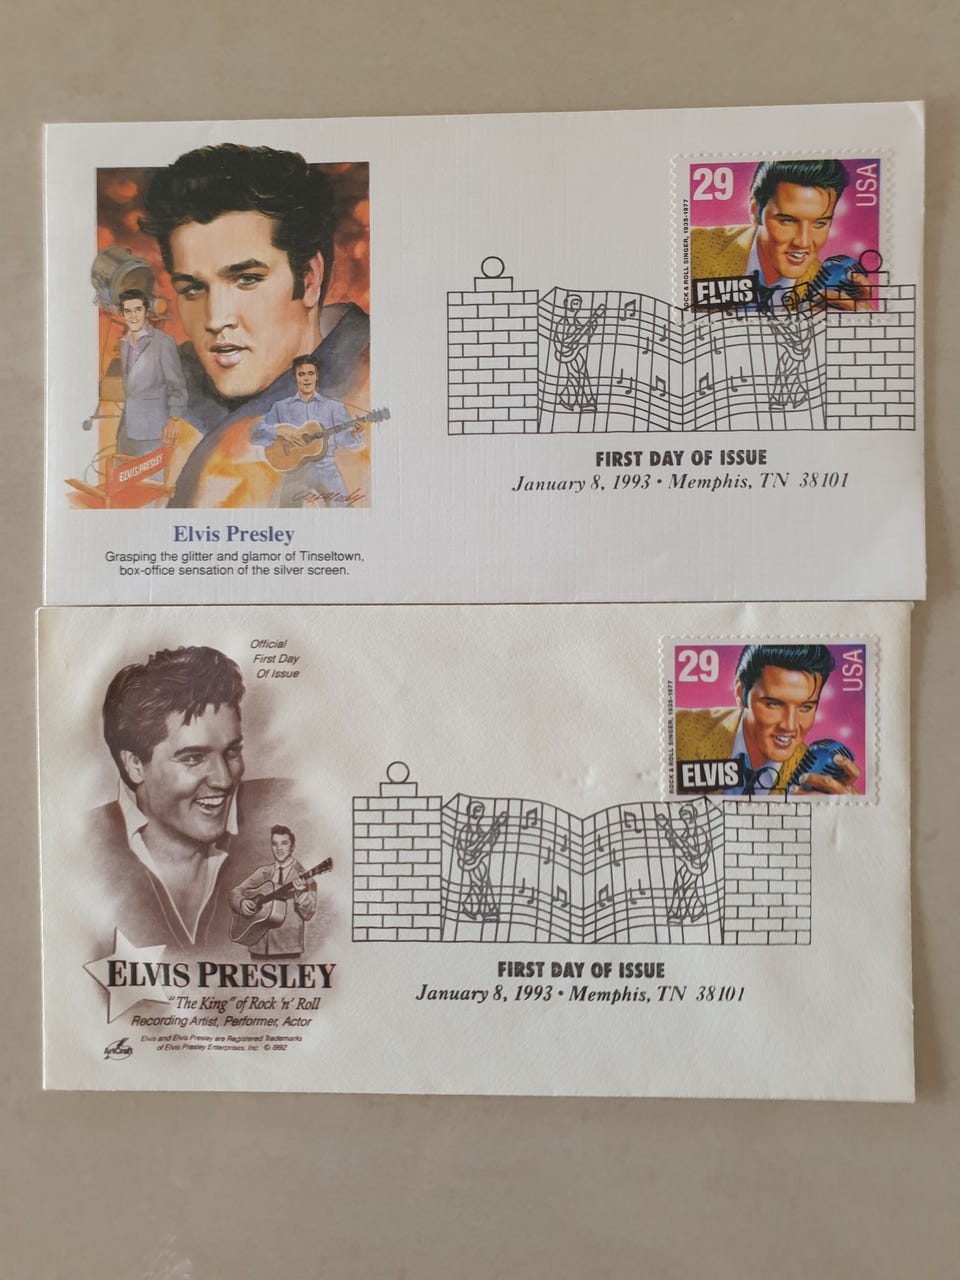 29
USA
ROCK & ROLL SINGER, 1935-1977
ELVIS
ELVIS PRESLEY
FIRST DAY OF ISSUE
January 8, 1993 • Memphis, TN 38101
Elvis Presley
Grasping the glitter and glamor of Tinseltown,
box-office sensation of the silver screen.
Official
First Day
Of Issue
29
USA
ROCK & ROLL SINGER, 1935-1977
ELVIS
FIRST DAY OF ISSUE
January 8, 1993 • Memphis, TN 38101
ELVIS PRESLEY
"The King" of Rock 'n' Roll
Recording Artist, Performer, Actor
Elvis and Elvis Presley are Registered Trademarks
of Elvis Presley Enterprises, Inc. © 1992
ArtCraft